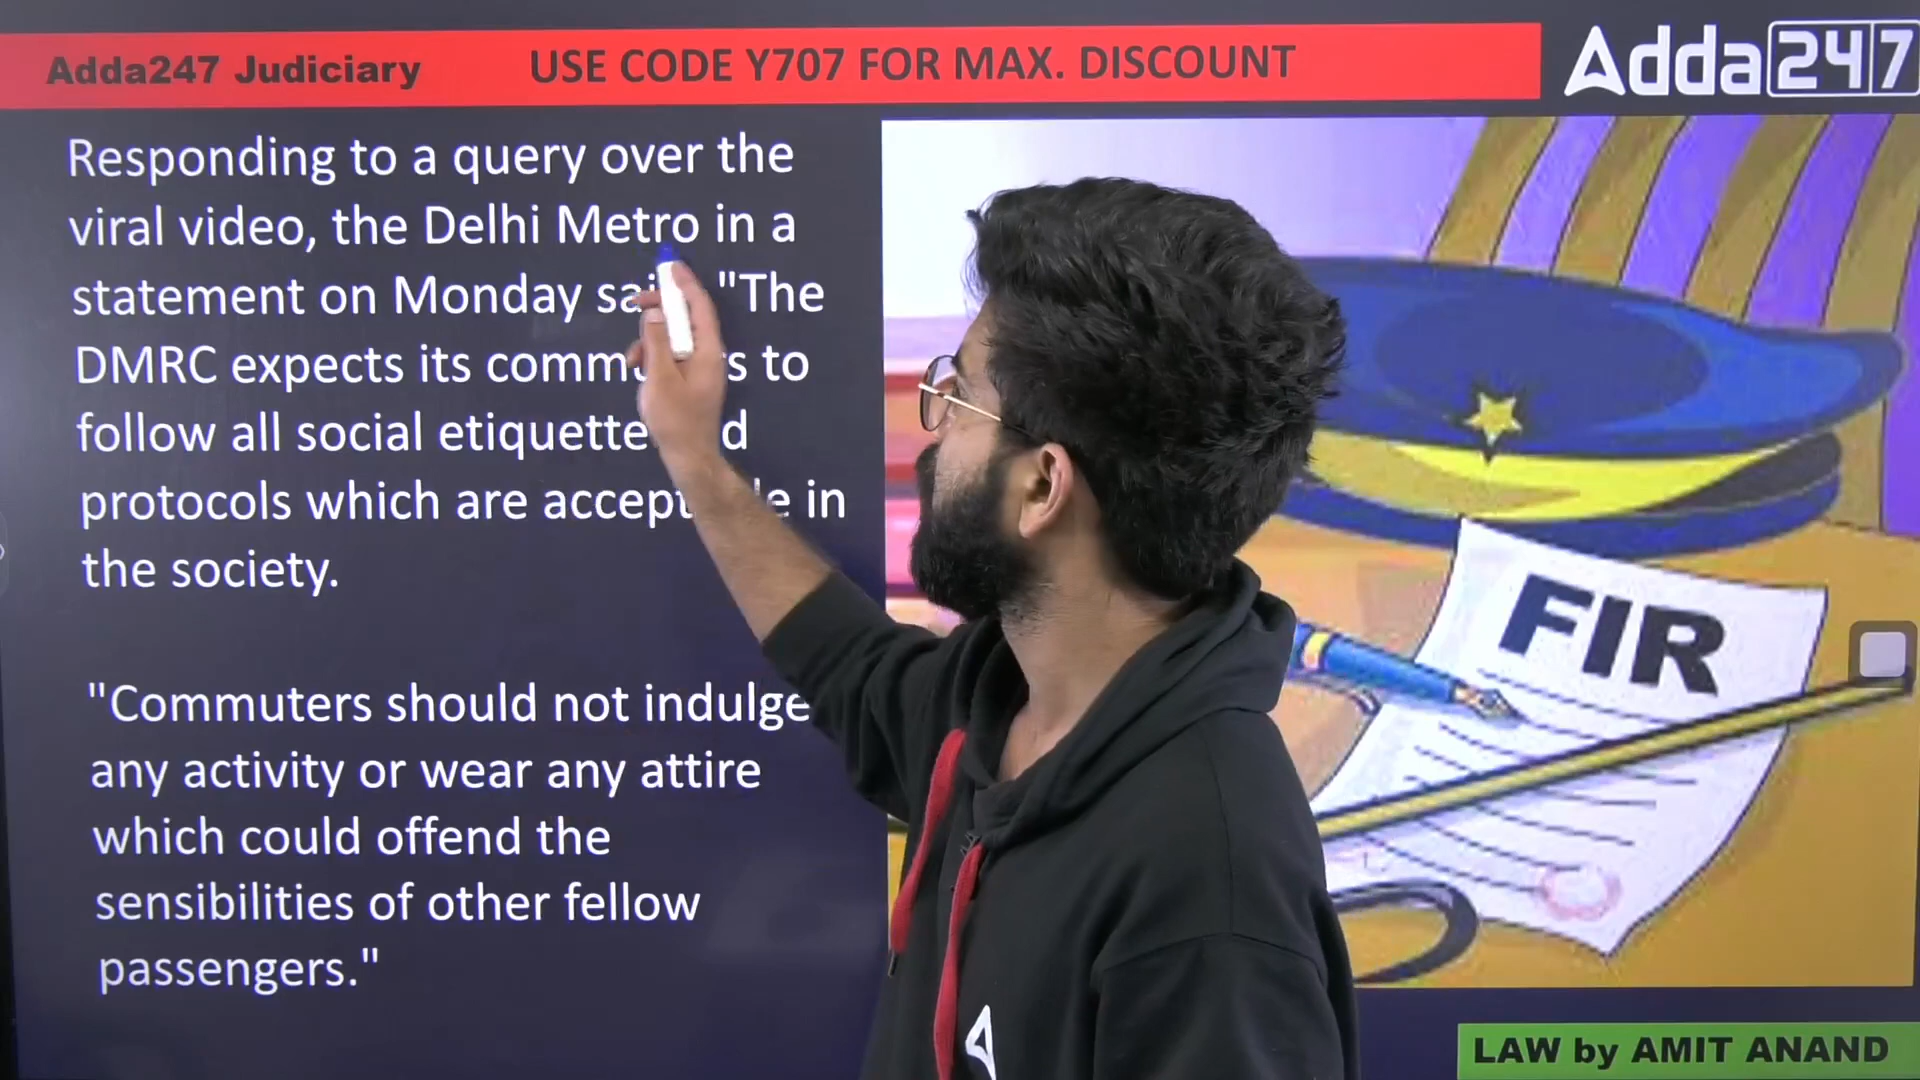 Adda247 Judiciary
USE CODE Y707 FOR MAX. DISCOUNT
Adda247
Responding to a query over the
viral video, the Delhi Metro in a
statement on Monday "The
DMRC expects its to
follow all social etiquette
protocols which are in
the society.
"Commuters should not indulge
any activity or wear any attire
which could offend the
sensibilities of other fellow
passengers."
FIR
LAW by AMIT ANAND